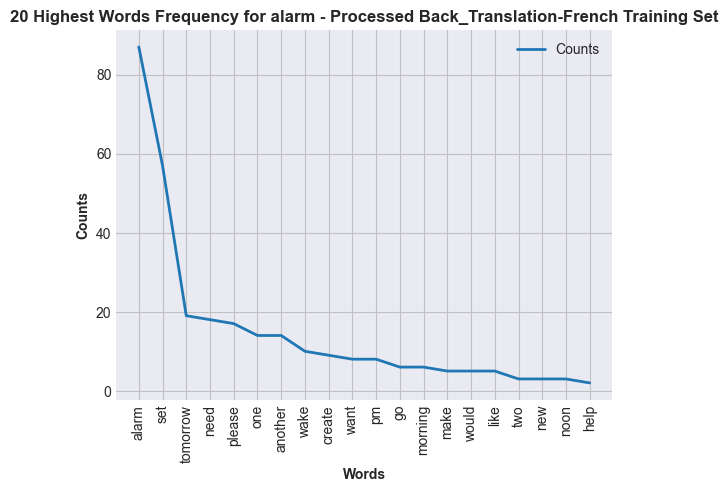 20 Highest Words Frequency for alarm - Processed Back_Translation-French Training Set
Counts
80
60
40
20
0
Counts
alarm
set
tomorrow
need
please
one
another
wake
create
want
pm
go
morning
make
would
like
two
new
noon
help
Words